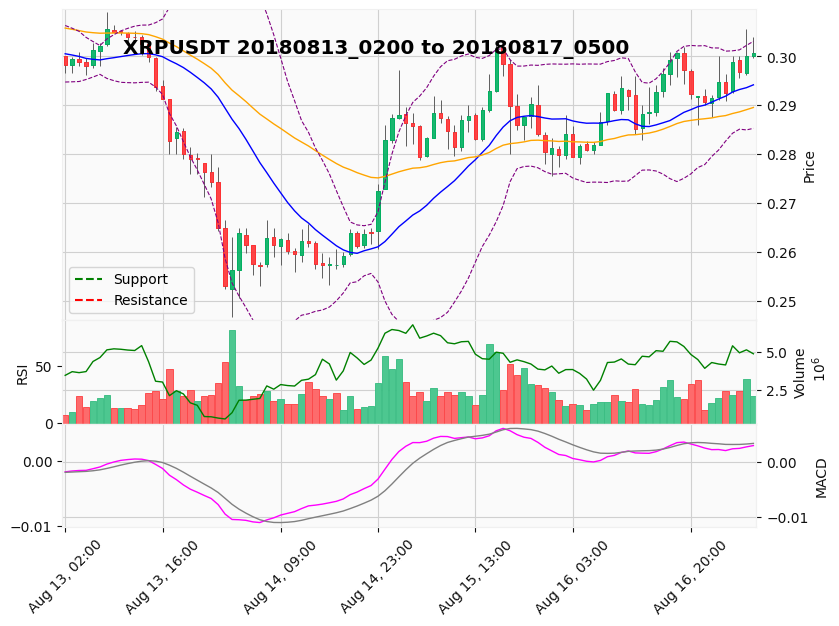 XRPUSDT 20180813_0200 to 20180817_0500
0.30
0.29
0.28
0.27
0.26
0.25
Price
Support
Resistance
RSI
50
0
5.0
2.5
Volume
10^6
0.00
−0.01
0.00
−0.01
MACD
Aug 13, 02:00
Aug 13, 16:00
Aug 14, 09:00
Aug 14, 23:00
Aug 15, 13:00
Aug 16, 03:00
Aug 16, 20:00